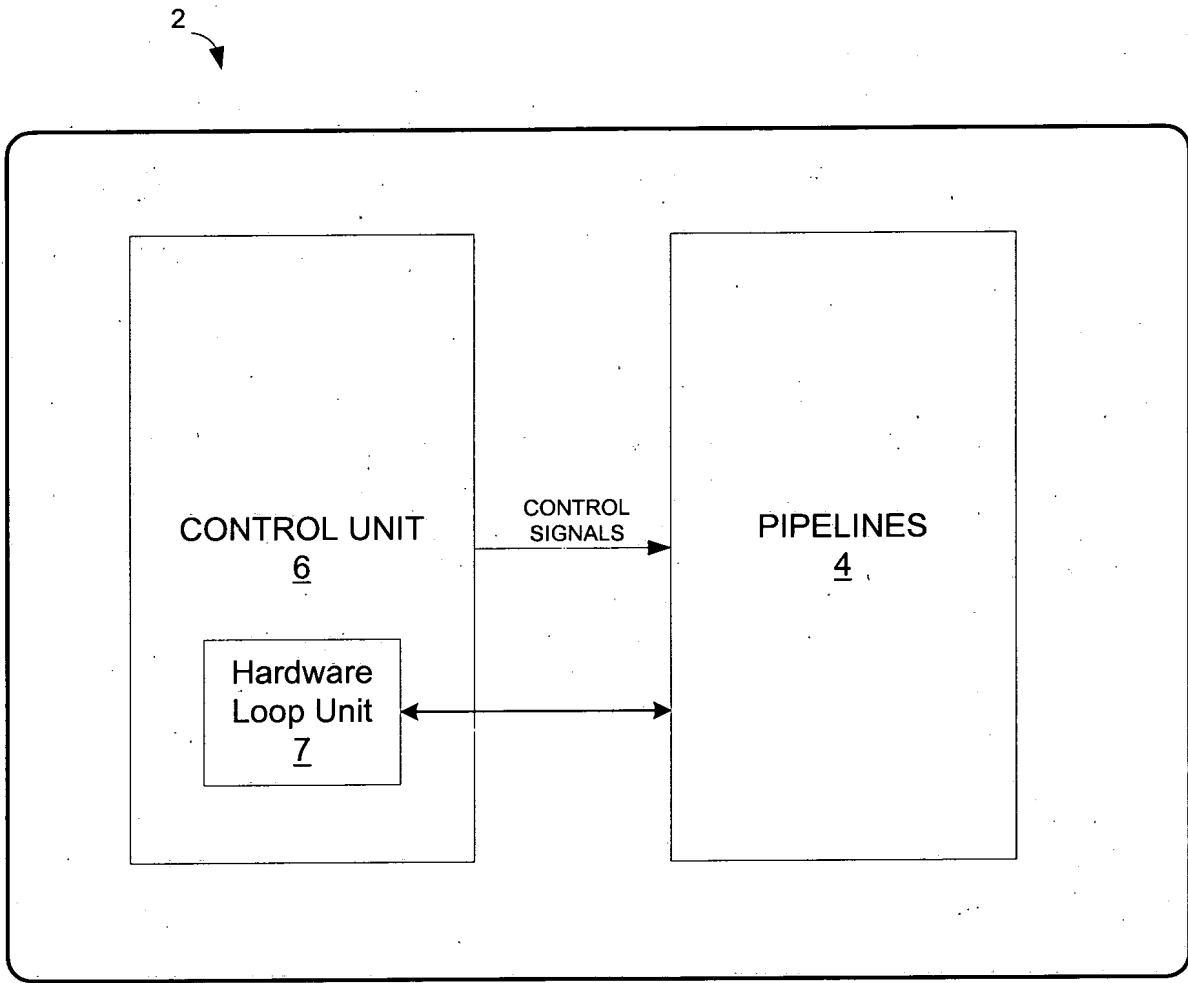 2
CONTROL UNIT
6
CONTROL
SIGNALS
PIPELINES
4
Hardware
Loop Unit
7